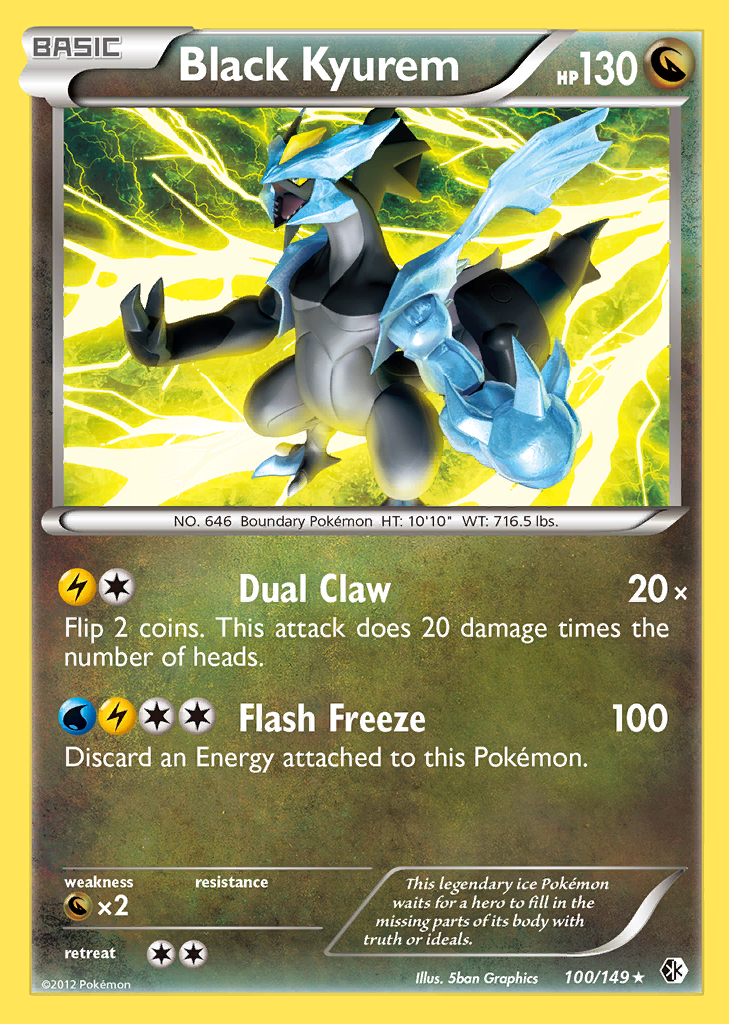 BASIC
Black Kyurem
HP130
NO. 646 Boundary Pokémon HT: 10'10" WT: 716.5 lbs.
Dual Claw 20×
Flip 2 coins. This attack does 20 damage times the
number of heads.
Flash Freeze 100
Discard an Energy attached to this Pokémon.
weakness resistance
×2
retreat
This legendary ice Pokémon
waits for a hero to fill in the
missing parts of its body with
truth or ideals.
©2012 Pokémon
Illus. 5ban Graphics 100/149★